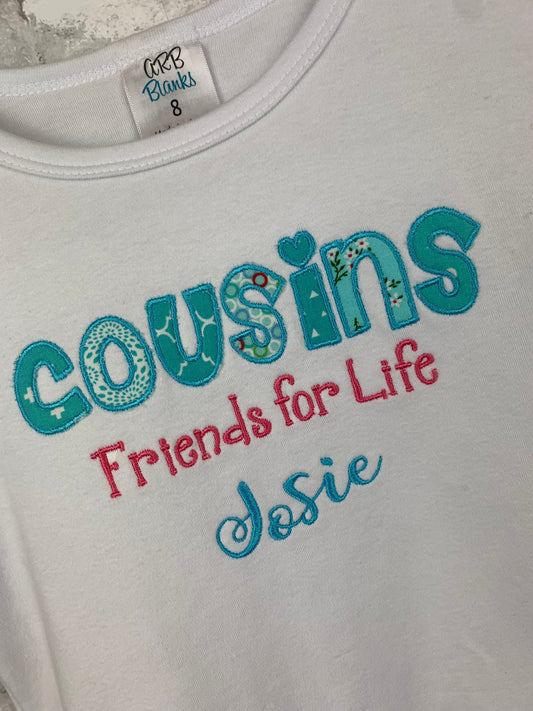 ARB
Blanks
8
cousins
Friends for Life
Josie